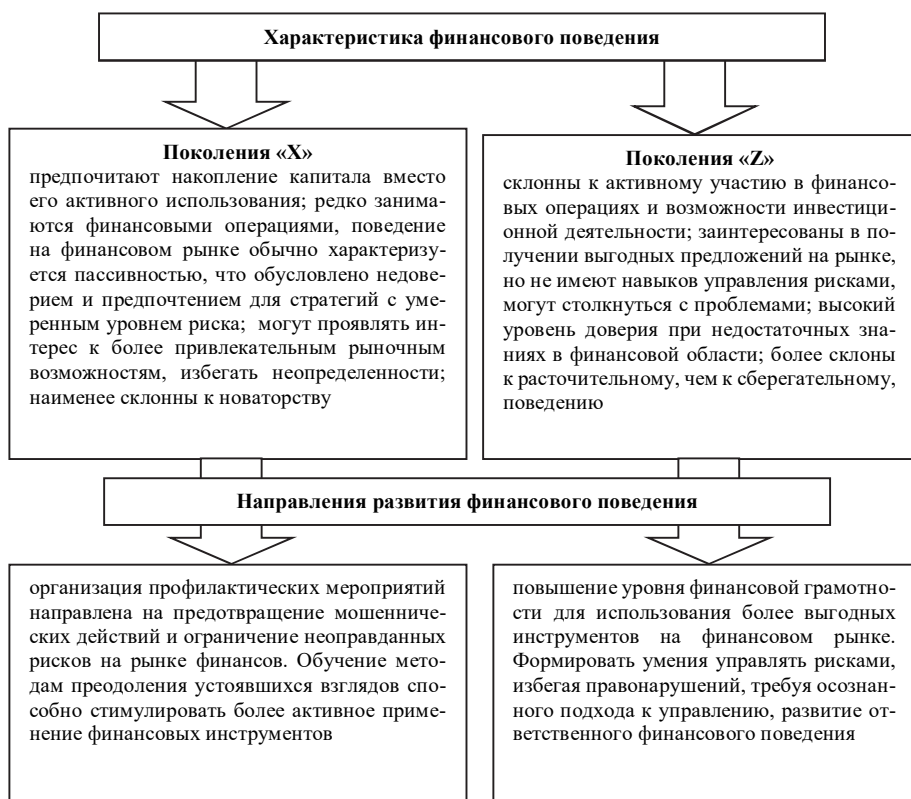 Характеристика финансового поведения
Поколения «X»
предпочитают накопление капитала вместо
его активного использования; редко зани-
маются финансовыми операциями, поведение
на финансовом рынке обычно характеризу-
ется пассивностью, что обусловлено недове-
рием и предпочтением для стратегий с уме-
ренным уровнем риска; могут проявлять ин-
терес к более привлекательным рыночным
возможностям, избегать неопределенности;
наименее склонны к новаторству
Поколения «Z»
склонны к активному участию в финансо-
вых операциях и возможности инвестици-
онной деятельности; заинтересованы в по-
лучении выгодных предложений на рынке,
но не имеют навыков управления рисками,
могут столкнуться с проблемами; высокий
уровень доверия при недостаточных зна-
ниях в финансовой области; более склоны
к расточительному, чем к сберегательному,
поведению
Направления развития финансового поведения
организация профилактических мероприятий
направлена на предотвращение мошенниче-
ских действий и ограничение неоправданных
рисков на рынке финансов. Обучение мето-
дам преодоления устоявшихся взглядов спо-
собно стимулировать более активное приме-
нение финансовых инструментов
повышение уровня финансовой грамотно-
сти для использования более выгодных
инструментов на финансовом рынке.
Формировать умения управлять рисками,
избегая правонарушений, требуя осознан-
ного подхода к управлению, развитие от-
ветственного финансового поведения